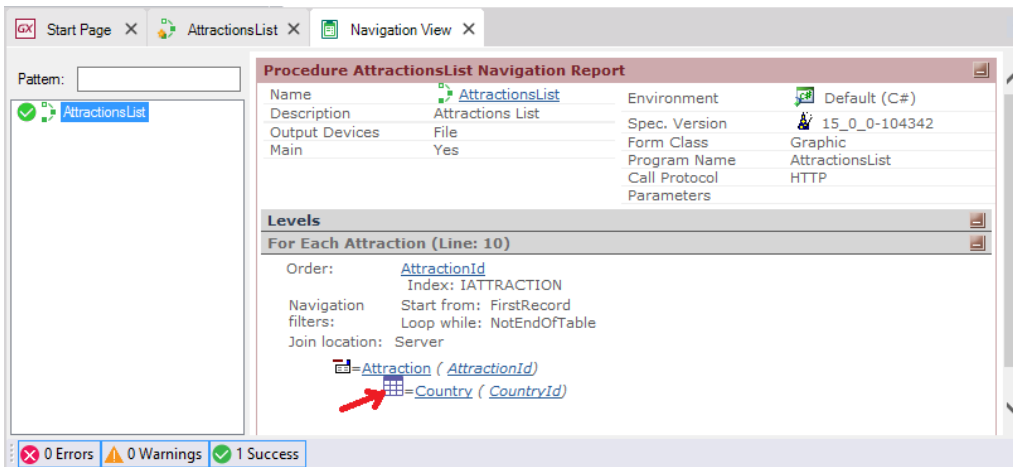 GX Start Page X AttractionsList X Navigation View X
Pattern:
AttractionsList
Procedure AttractionsList Navigation Report
Name AttractionsList
Description Attractions List
Output Devices File
Main Yes
Environment C# Default (C#)
Spec. Version 15_0_0-104342
Form Class Graphic
Program Name AttractionsList
Call Protocol HTTP
Parameters
Levels
For Each Attraction (Line: 10)
Order: AttractionId
Index: IATTRACTION
Navigation Start from: FirstRecord
filters: Loop while: NotEndOfTable
Join location: Server
=Attraction ( AttractionId)
=Country ( CountryId)
0 Errors 0 Warnings 1 Success